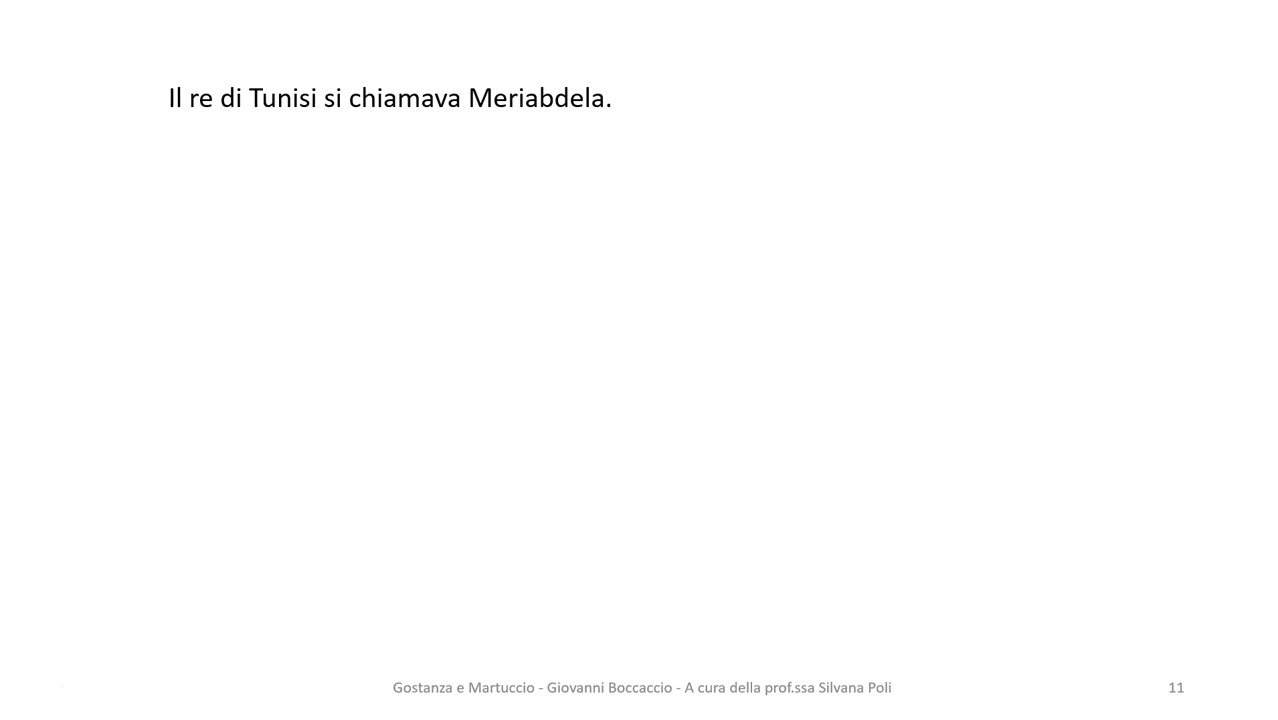 Il re di Tunisi si chiamava Meriabdela.
Gostanza e Martuccio - Giovanni Boccaccio - A cura della prof.ssa Silvana Poli
11